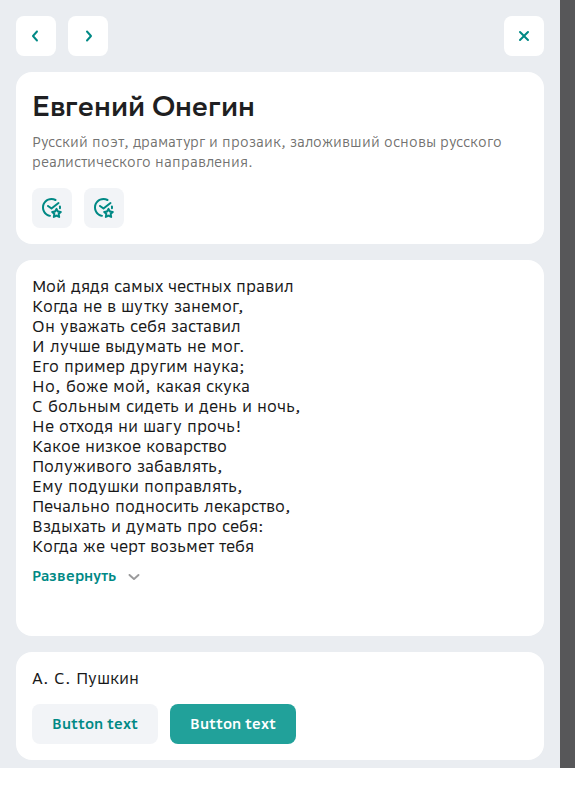 Евгений Онегин
Русский поэт, драматург и прозаик, заложивший основы русского
реалистического направления.
Мой дядя самых честных правил
Когда не в шутку занемог,
Он уважать себя заставил
И лучше выдумать не мог.
Его пример другим наука;
Но, боже мой, какая скука
С больным сидеть и день и ночь,
Не отходя ни шагу прочь!
Какое низкое коварство
Полуживого забавлять,
Ему подушки поправлять,
Печально подносить лекарство,
Вздыхать и думать про себя:
Когда же черт возьмет тебя
Развернуть
А. С. Пушкин
Button text
Button text